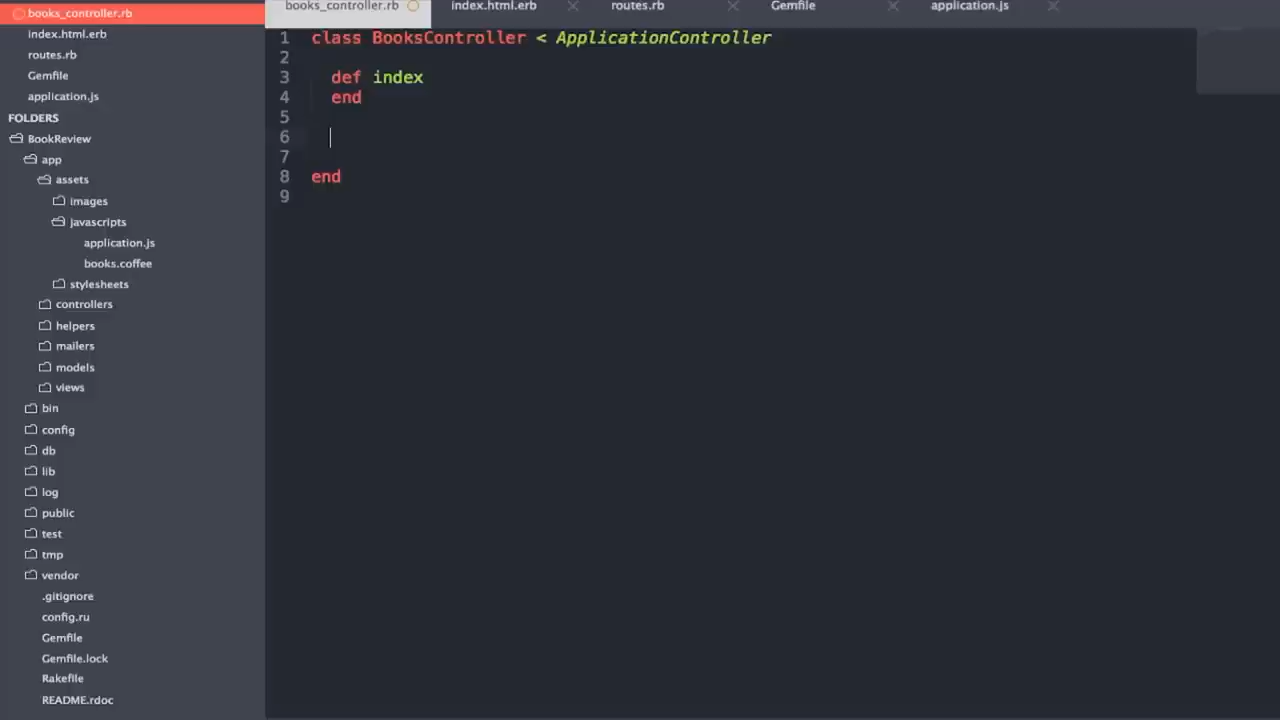 books_controller.rb
index.html.erb
routes.rb
Gemfile
application.js
FOLDERS
BookReview
app
assets
images
javascripts
application.js
books.coffee
stylesheets
controllers
helpers
mailers
models
views
bin
config
db
lib
log
public
test
tmp
vendor
.gitignore
config.ru
Gemfile
Gemfile.lock
Rakefile
README.rdoc
books_controller.rb index.html.erb routes.rb Gemfile application.js
1 class BooksController < ApplicationController
2
3 def index
4 end
5
6
7
8 end
9